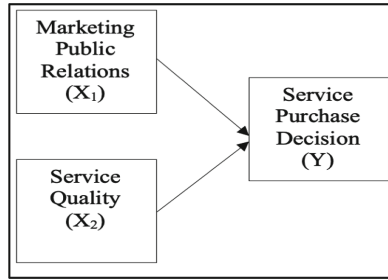 Marketing
Public
Relations
(X₁)
Service
Quality
(X₂)
Service
Purchase
Decision
(Y)